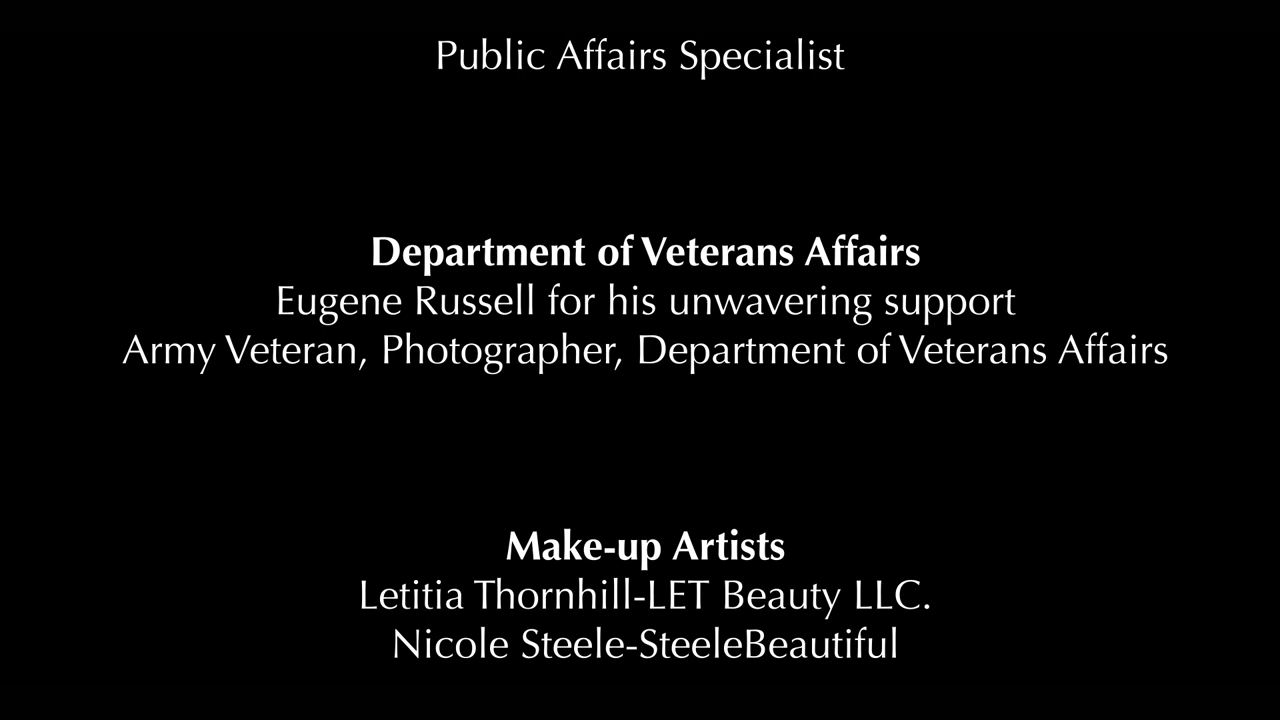 Public Affairs Specialist
Department of Veterans Affairs
Eugene Russell for his unwavering support
Army Veteran, Photographer, Department of Veterans Affairs
Make-up Artists
Letitia Thornhill-LET Beauty LLC.
Nicole Steele-SteeleBeautiful